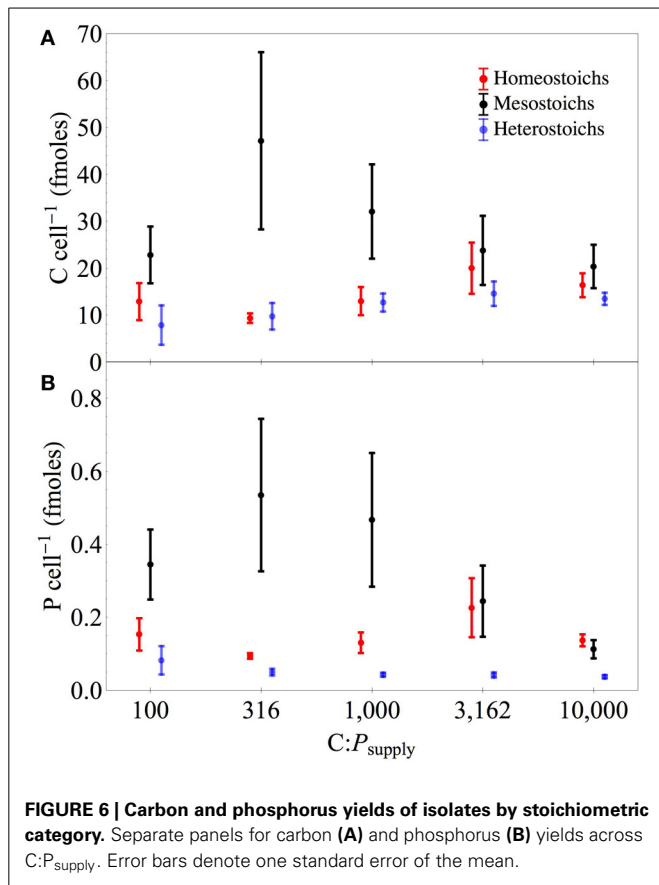 A
70
60
50
40
30
20
10
0
C cell⁻¹ (fmoles)
Homeostoichs
Mesostoichs
Heterostoichs
B
0.8
0.6
0.4
0.2
0.0
P cell⁻¹ (fmoles)
100 316 1,000 3,162 10,000
C:P_supply
FIGURE 6 | Carbon and phosphorus yields of isolates by stoichiometric
category. Separate panels for carbon (A) and phosphorus (B) yields across
C:P_supply. Error bars denote one standard error of the mean.